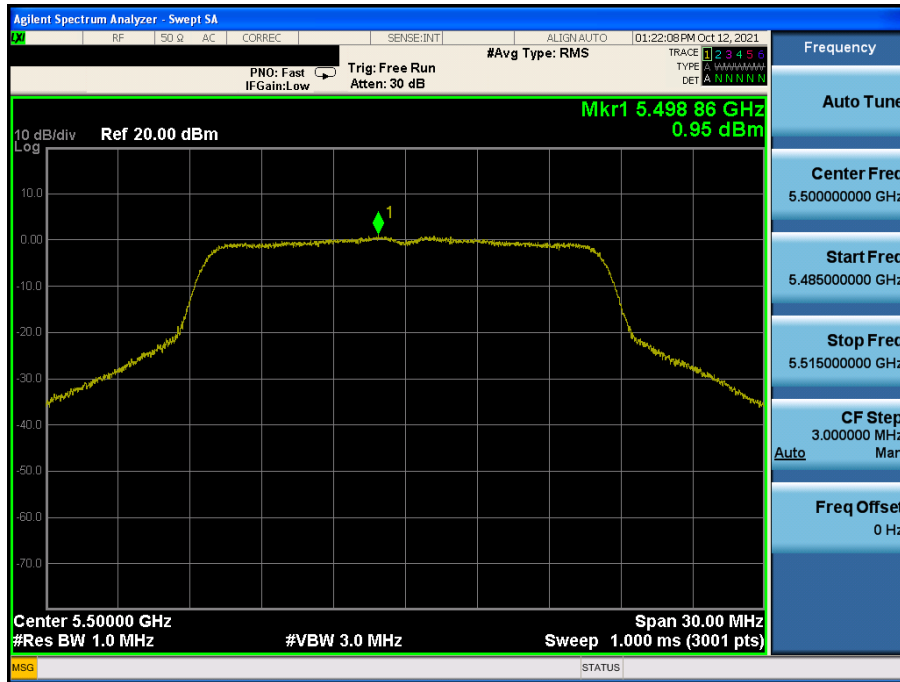 Agilent Spectrum Analyzer - Swept SA
LXI RF 50 Ω AC CORREC SENSE:INT ALIGN AUTO 01:22:08 PM Oct 12, 2021
#Avg Type: RMS TRACE 1 2 3 4 5 6
PNO: Fast Trig: Free Run TYPE A WWWWW
IFGain:Low Atten: 30 dB DET A N N N N N
Mkr1 5.498 86 GHz
0.95 dBm
10 dB/div Ref 20.00 dBm
Log
10.0
1
0.00
-10.0
-20.0
-30.0
-40.0
-50.0
-60.0
-70.0
Center 5.50000 GHz Span 30.00 MHz
#Res BW 1.0 MHz #VBW 3.0 MHz Sweep 1.000 ms (3001 pts)
MSG STATUS
Frequency
Auto Tune
Center Freq
5.500000000 GHz
Start Freq
5.485000000 GHz
Stop Freq
5.515000000 GHz
CF Step
3.000000 MHz
Auto Man
Freq Offset
0 Hz